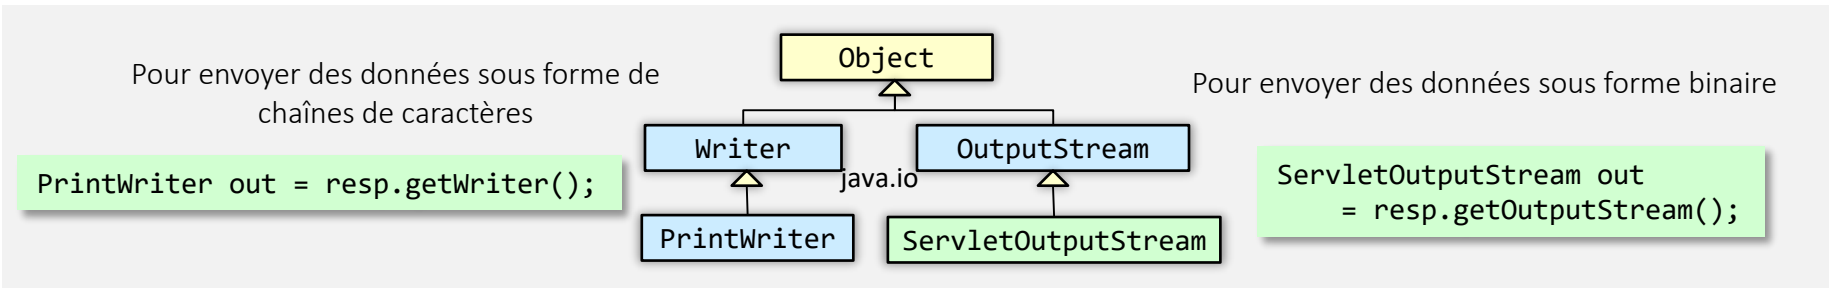 Object
Pour envoyer des données sous forme de
chaînes de caractères
Pour envoyer des données sous forme binaire
Writer
OutputStream
java.io
PrintWriter out = resp.getWriter();
ServletOutputStream out
= resp.getOutputStream();
PrintWriter
ServletOutputStream